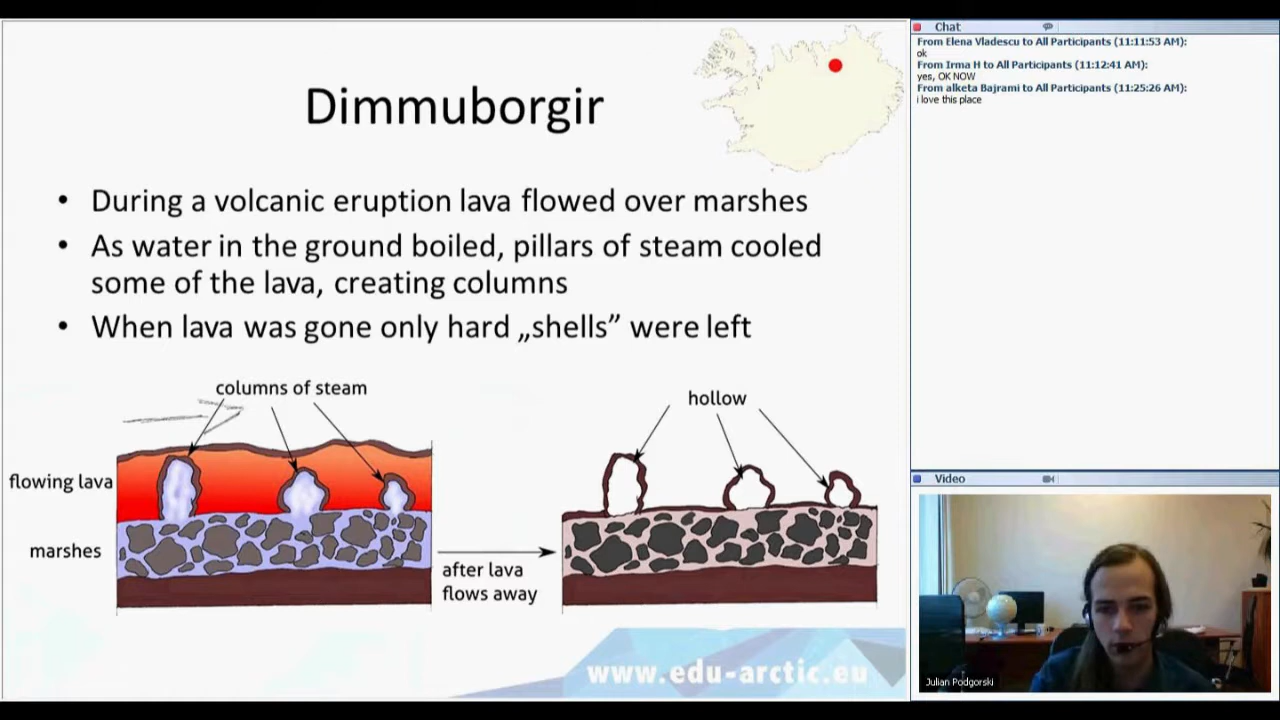 Dimmuborgir
• During a volcanic eruption lava flowed over marshes
• As water in the ground boiled, pillars of steam cooled
some of the lava, creating columns
• When lava was gone only hard „shells” were left
columns of steam
hollow
flowing lava
marshes
after lava
flows away
www.edu-arctic.eu
Chat
From Elena Vladescu to All Participants (11:11:53 AM):
ok
From Irma H to All Participants (11:12:41 AM):
yes, OK NOW
From alketa Bajrami to All Participants (11:25:26 AM):
i love this place
Video
Julian Podgorski